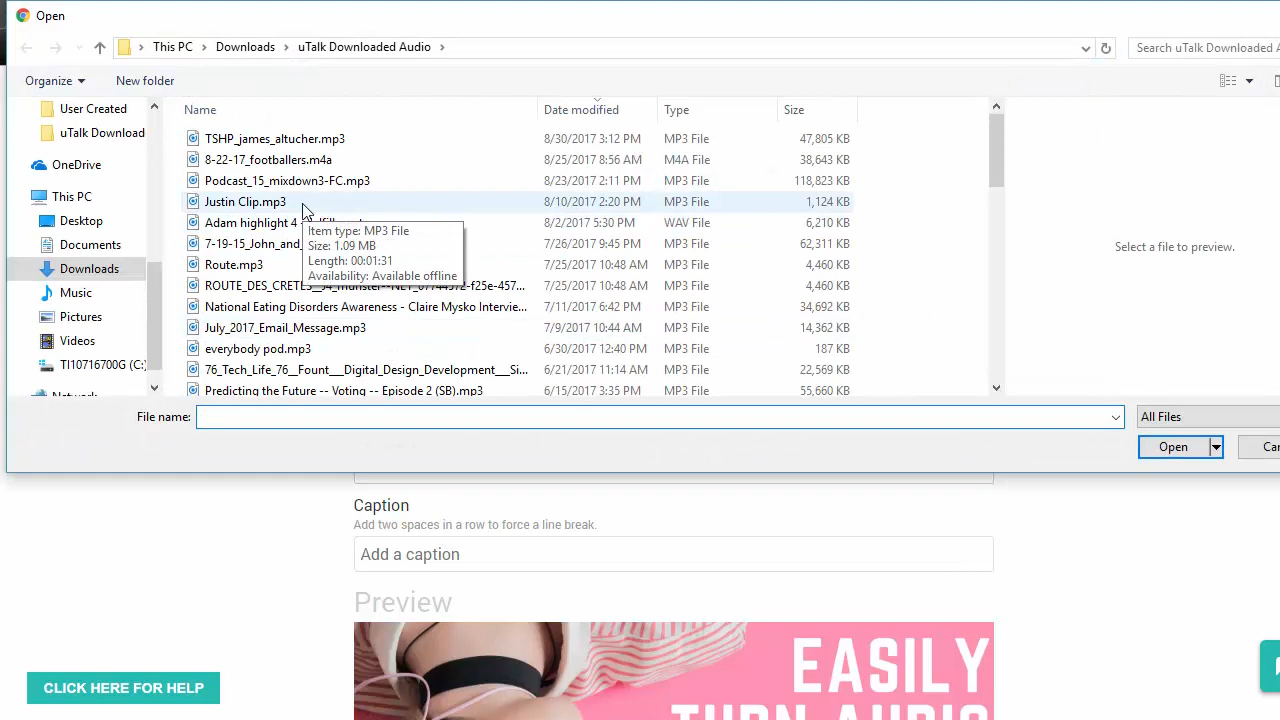 Open
This PC > Downloads > uTalk Downloaded Audio >
Search uTalk Downloaded A
Organize
New folder
User Created
uTalk Download
OneDrive
This PC
Desktop
Documents
Downloads
Music
Pictures
Videos
TI10716700G (C:)
Network
Name Date modified Type Size
TSHP_james_altucher.mp3 8/30/2017 3:12 PM MP3 File 47,805 KB
8-22-17_footballers.m4a 8/25/2017 8:56 AM M4A File 38,643 KB
Podcast_15_mixdown3-FC.mp3 8/23/2017 2:11 PM MP3 File 118,823 KB
Justin Clip.mp3 8/10/2017 2:20 PM MP3 File 1,124 KB
Adam highlight 4 8/2/2017 5:30 PM WAV File 6,210 KB
7-19-15_John_and_ 7/26/2017 9:45 PM MP3 File 62,311 KB
Route.mp3 7/25/2017 10:48 AM MP3 File 4,460 KB
7/25/2017 10:48 AM MP3 File 4,460 KB
National Eating Disorders Awareness - Claire Mysko Intervie... 7/11/2017 6:42 PM MP3 File 34,692 KB
July_2017_Email_Message.mp3 7/9/2017 10:44 AM MP3 File 14,362 KB
everybody pod.mp3 6/30/2017 12:40 PM MP3 File 187 KB
76_Tech_Life_76__Fount__Digital_Design_Development__Si... 6/21/2017 11:14 AM MP3 File 22,569 KB
Predicting the Future -- Voting -- Episode 2 (SB).mp3 6/15/2017 3:35 PM MP3 File 55,660 KB
Item type: MP3 File
Size: 1.09 MB
Length: 00:01:31
Availability: Available offline
Select a file to preview.
File name:
All Files
Open
Can
Caption
Add two spaces in a row to force a line break.
Add a caption
Preview
EASILY
TURN AUDIO
CLICK HERE FOR HELP